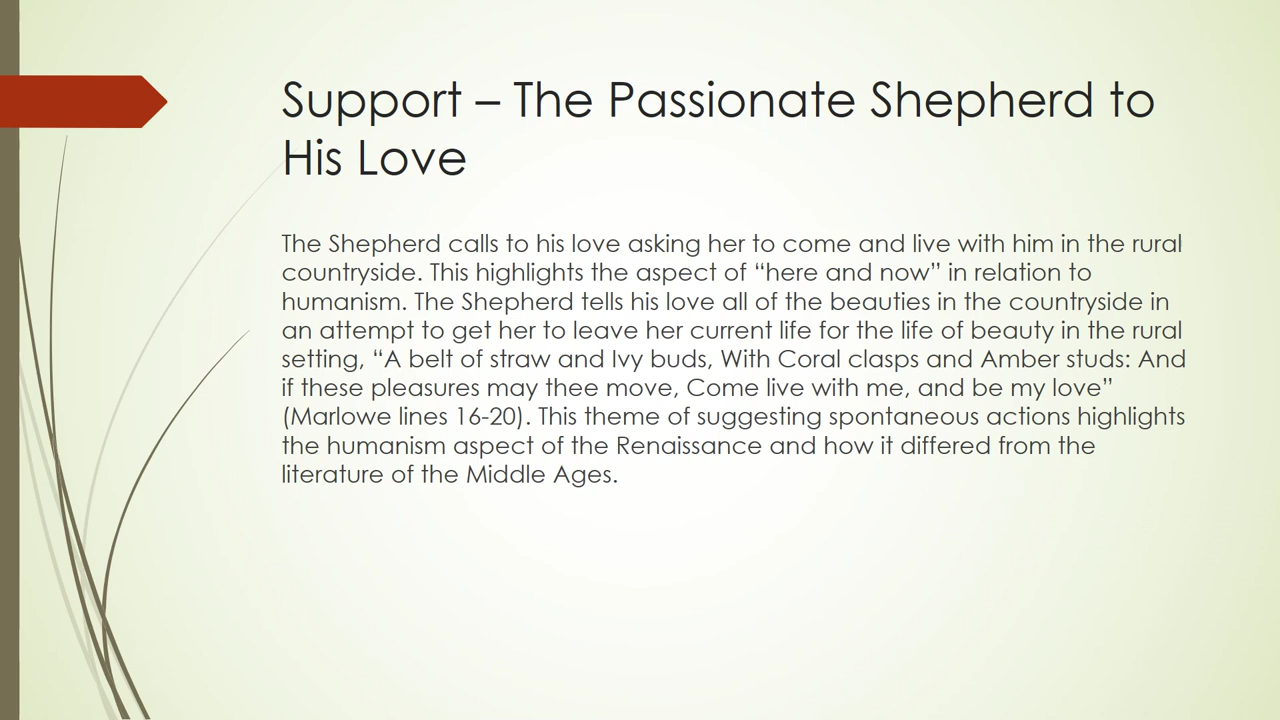 Support – The Passionate Shepherd to
His Love
The Shepherd calls to his love asking her to come and live with him in the rural
countryside. This highlights the aspect of “here and now” in relation to
humanism. The Shepherd tells his love all of the beauties in the countryside in
an attempt to get her to leave her current life for the life of beauty in the rural
setting, “A belt of straw and Ivy buds, With Coral clasps and Amber studs: And
if these pleasures may thee move, Come live with me, and be my love”
(Marlowe lines 16-20). This theme of suggesting spontaneous actions highlights
the humanism aspect of the Renaissance and how it differed from the
literature of the Middle Ages.